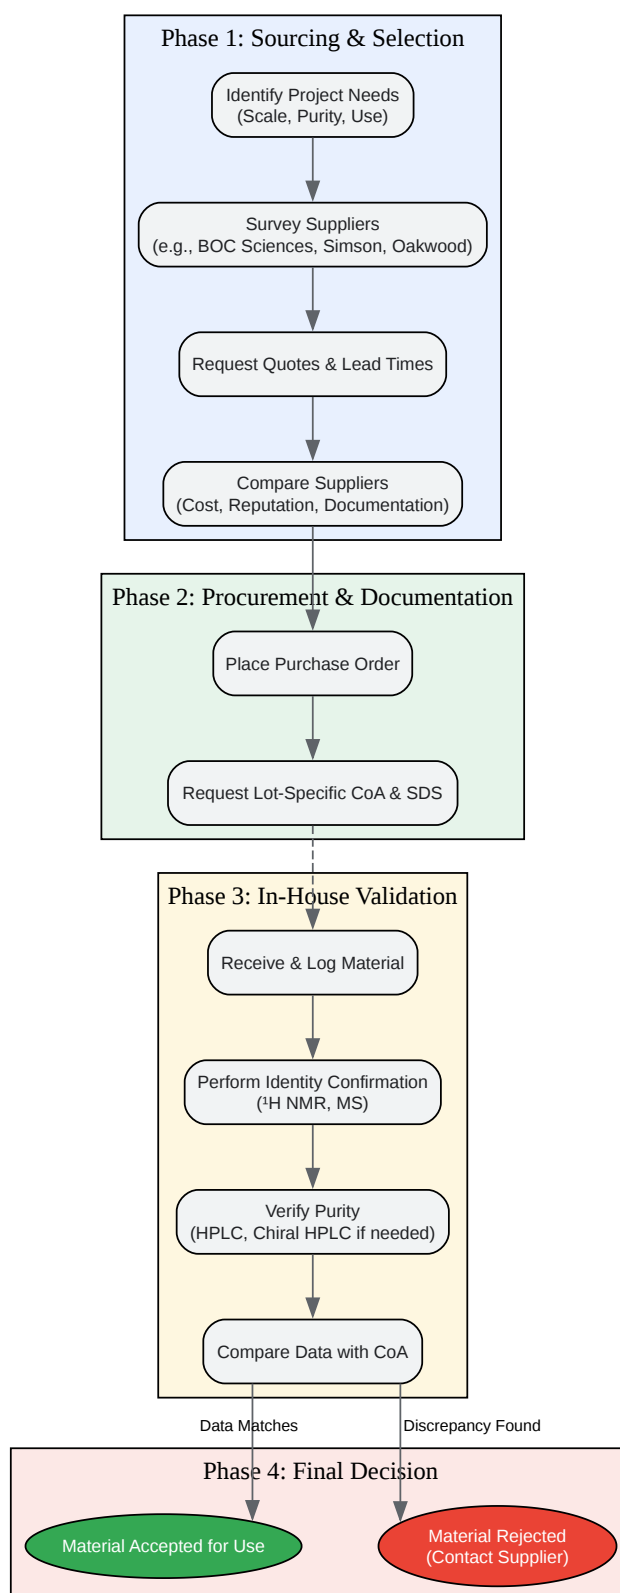 Phase 1: Sourcing & Selection
Identify Project Needs
(Scale, Purity, Use)
Survey Suppliers
(e.g., BOC Sciences, Simson, Oakwood)
Request Quotes & Lead Times
Compare Suppliers
(Cost, Reputation, Documentation)
Phase 2: Procurement & Documentation
Place Purchase Order
Request Lot-Specific CoA & SDS
Phase 3: In-House Validation
Receive & Log Material
Perform Identity Confirmation
(¹H NMR, MS)
Verify Purity
(HPLC, Chiral HPLC if needed)
Compare Data with CoA
Data Matches
Discrepancy Found
Phase 4: Final Decision
Material Accepted for Use
Material Rejected
(Contact Supplier)